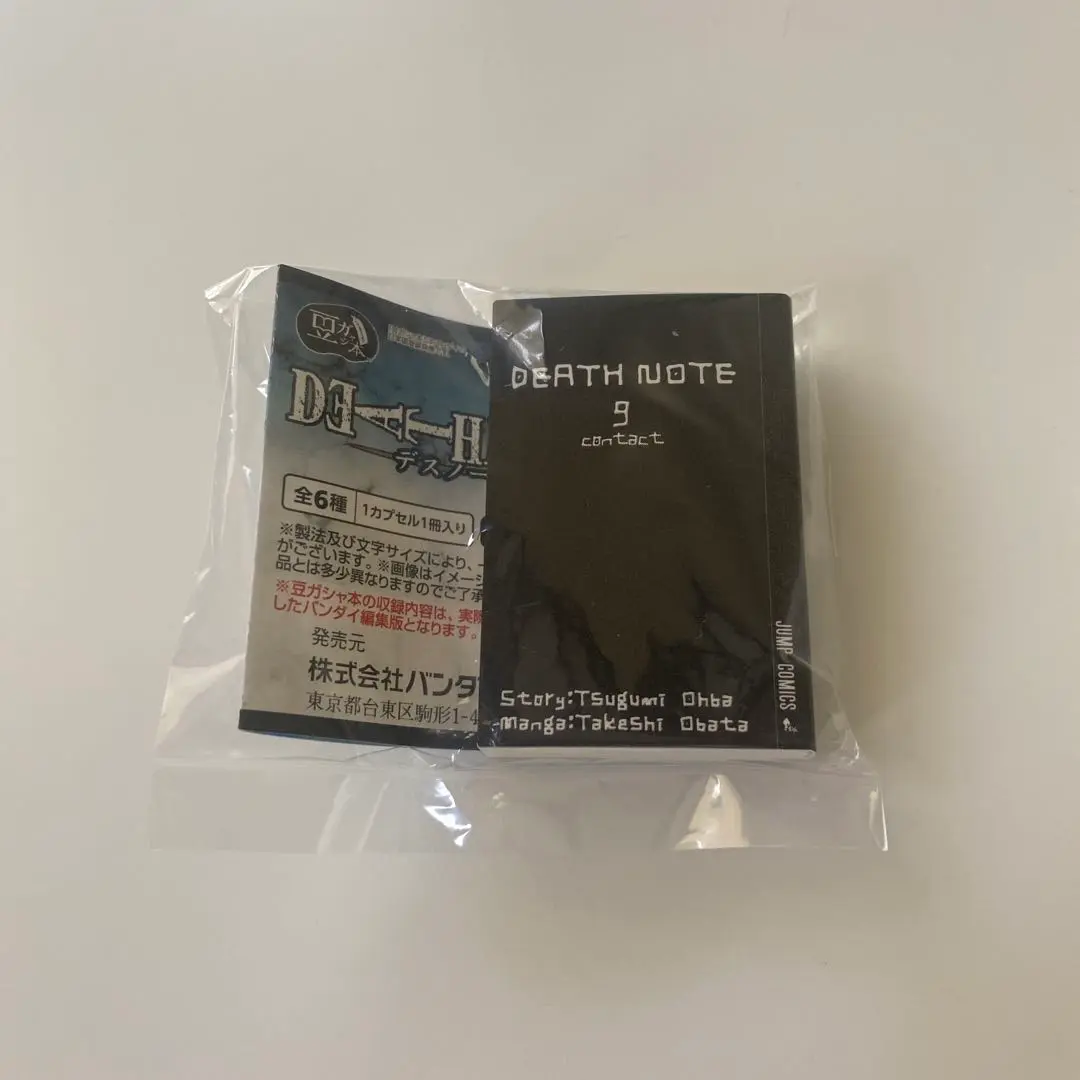 豆ガシャ本
DEATH
デスノー
全6種 1カプセル1冊入り
※製法及び文字サイズにより、
がございます。※画像はイメージ
品とは多少異なりますのでご了承
※豆ガシャ本の収録内容は、実際
したバンダイ編集版となります。
発売元
株式会社バンダ
東京都台東区駒形1-4
DEATH NOTE
9
contact
Story:Tsugumi Ohba
Manga:Takeshi Obata
JUMP COMICS